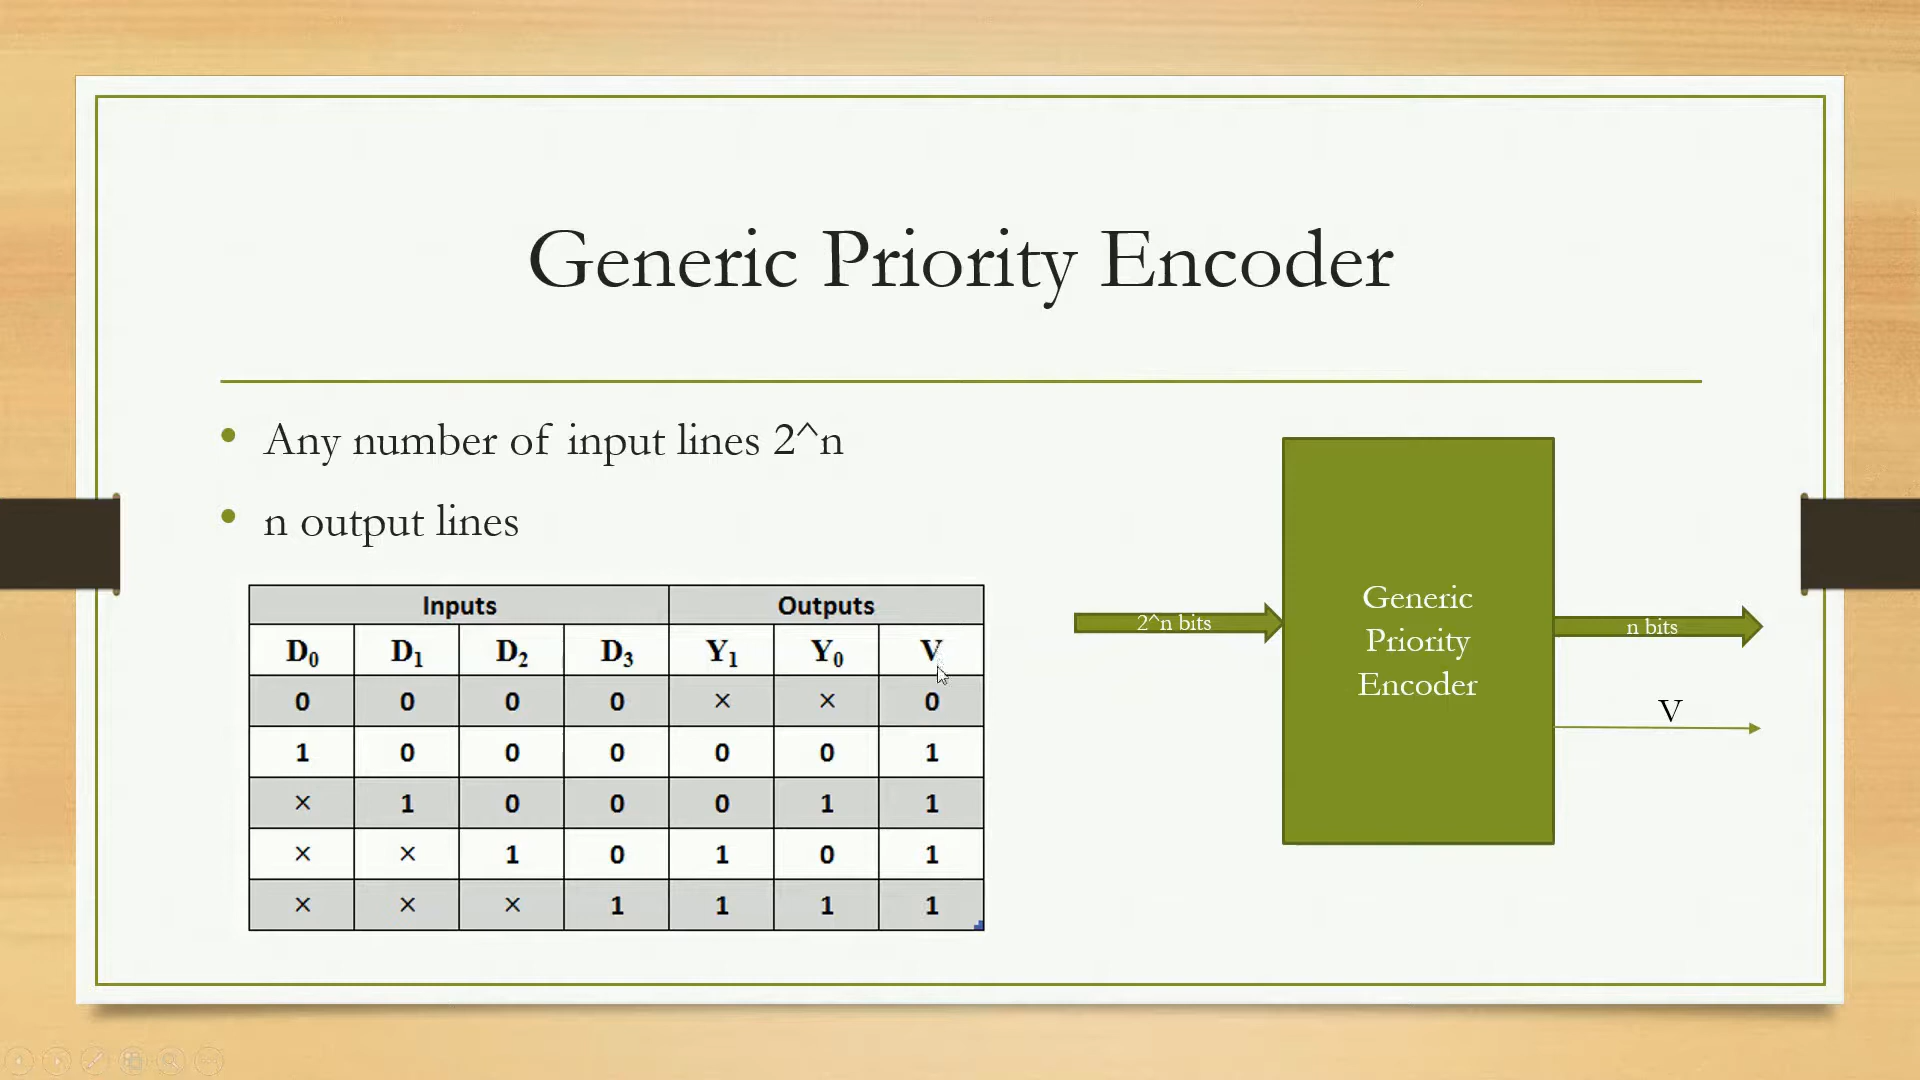 Generic Priority Encoder
• Any number of input lines 2^n
• n output lines
Inputs Outputs
D0 D1 D2 D3 Y1 Y0 V
0 0 0 0 × × 0
1 0 0 0 0 0 1
× 1 0 0 0 1 1
× × 1 0 1 0 1
× × × 1 1 1 1
2^n bits
Generic
Priority
Encoder
n bits
V